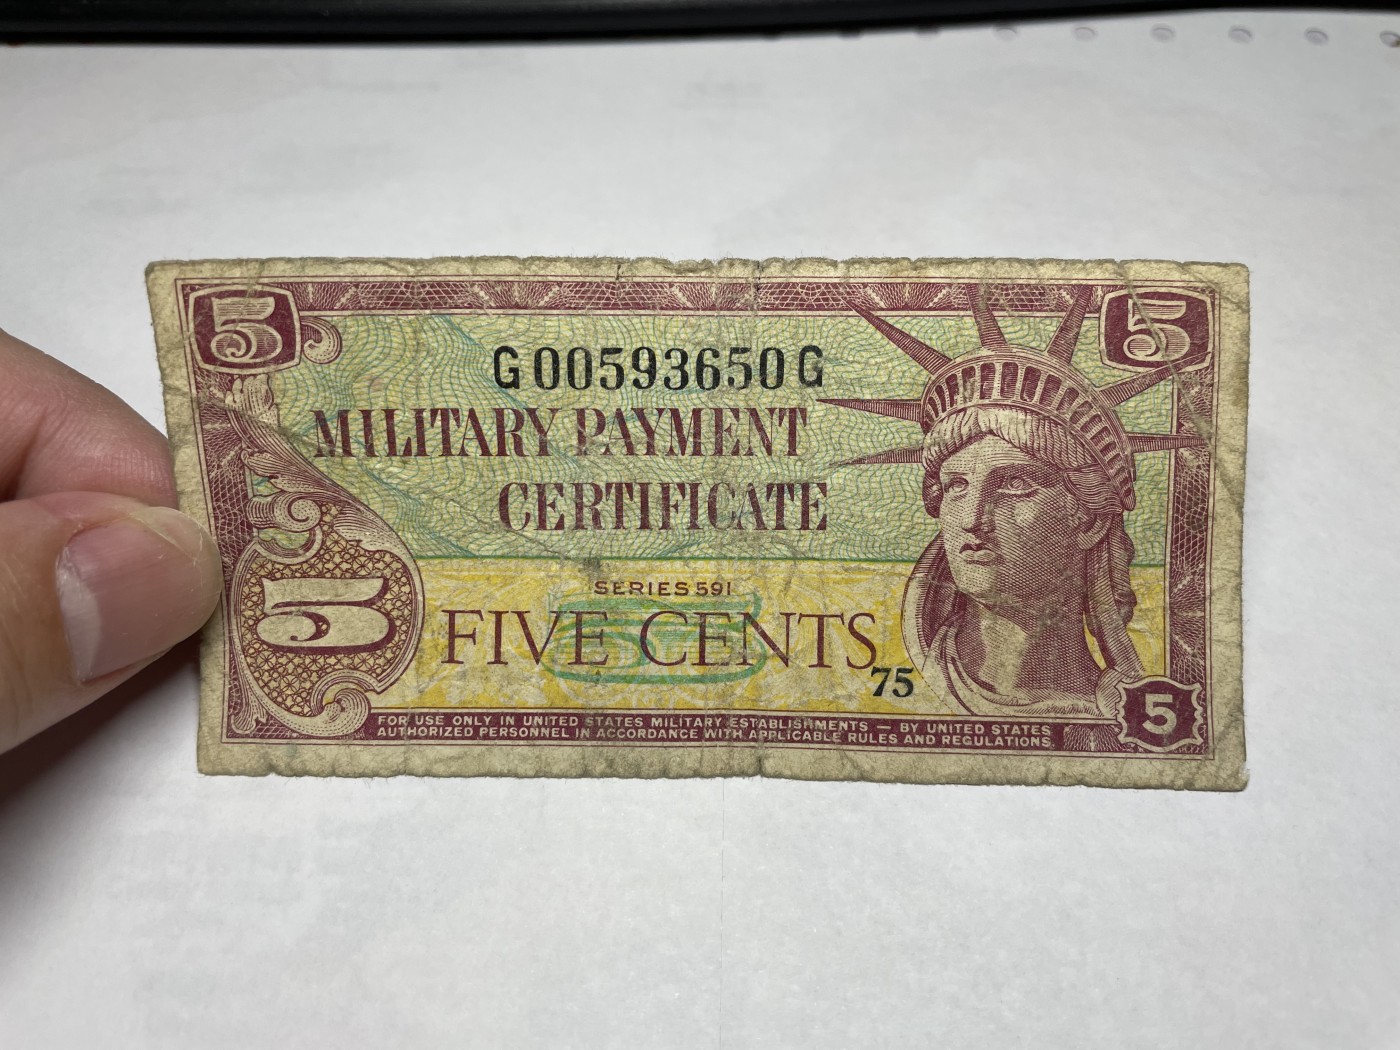 5 5
G00593650G
MILITARY PAYMENT
CERTIFICATE
SERIES 591
5 FIVE CENTS
75
5
FOR USE ONLY IN UNITED STATES MILITARY ESTABLISHMENTS — BY UNITED STATES
AUTHORIZED PERSONNEL IN ACCORDANCE WITH APPLICABLE RULES AND REGULATIONS.